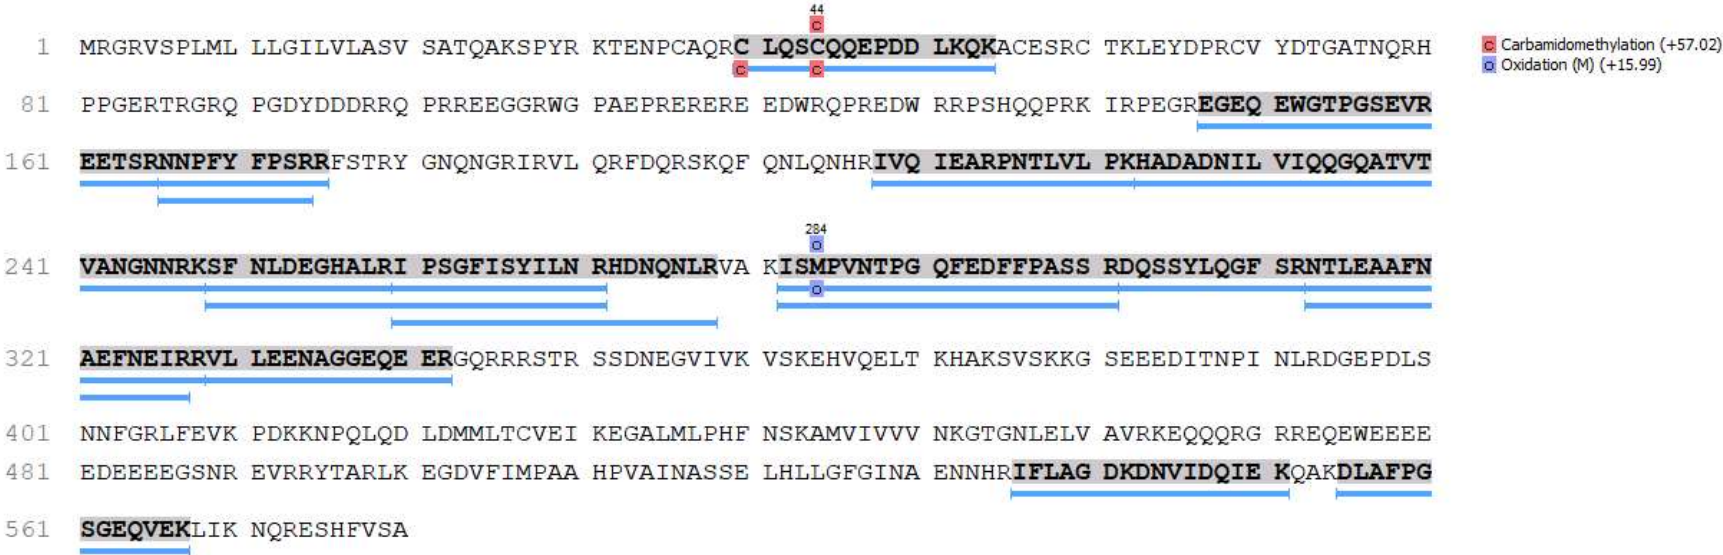 44
c
1 MRGRVSPLML LLGILVLASV SATQAKSPYR KTENPCAQRC LQSCQQEPDD LKQKACESRC TKLEYDPRCV YDTGATNQRH
c Carbamidomethylation (+57.02)
c c
o Oxidation (M) (+15.99)
81 PPGERTRGRQ PGDYDDDRRQ PRREEGGRWG PAEPRERERE EDWRQPREDW RRPSHQQPRK IRPEGREGEQ EWGTPGSEVR
161 EETSRNNPFY FPSRRFSTRY GNQNGRIRVL QRFDQRSKQF QNLQNHRIVQ IEARPNTLVL PKHADADNIL VIQQGQATVT
284
o
241 VANGNNRKSF NLDEGHALRI PSGFISYILN RHDNQNLRVA KISMPVNTPG QFEDFFPASS RDQSSYLQGF SRNTLEAAFN
o
321 AEFNEIRRVL LEENAGGEQE ERGQRRRSTR SSDNEGVIVK VSKEHVQELT KHAKSVSKKG SEEEDITNPI NLRDGEPDLS
401 NNFGRLFEVK PDKKNPQLQD LDMMLTCVEI KEGALMLPHF NSKAMVIVVV NKGTGNLELV AVRKEQQQRG RREQEWEEEE
481 EDEEEEGSNR EVRRYTARLK EGDVFIMPAA HPVAINASSE LHLLGFGINA ENNHRIFLAG DKDNVIDQIE KQAKDLAFPG
561 SGEQVEKLIK NQRESHFVSA